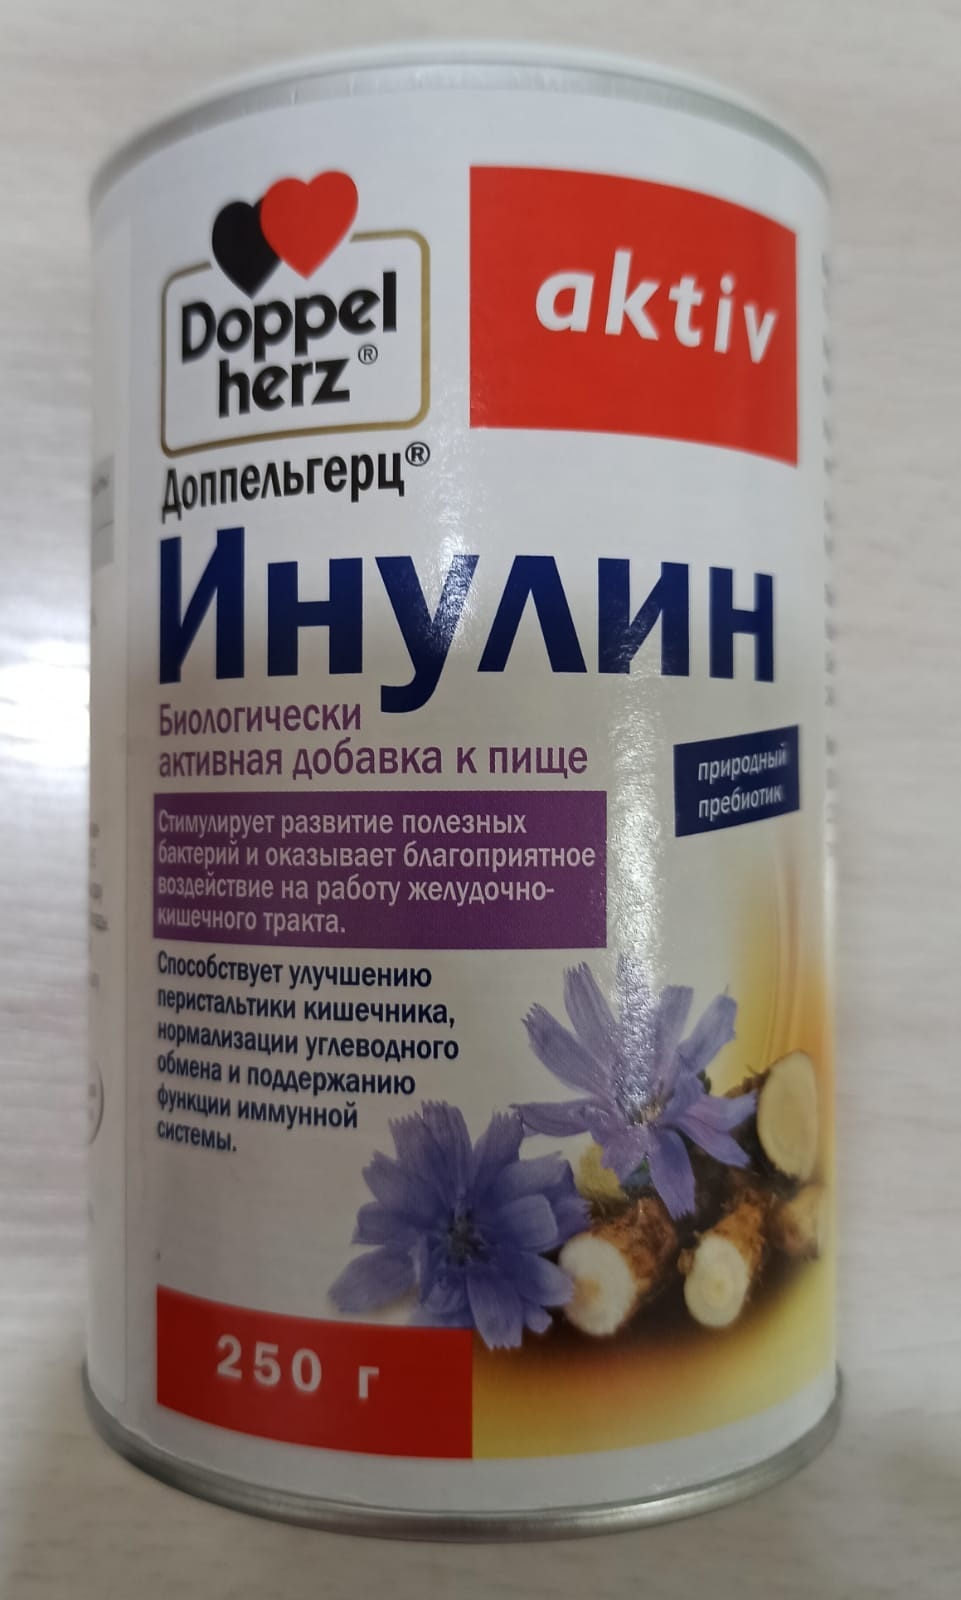 Doppel
herz®
aktiv
Доппельгерц®
Инулин
Биологически
активная добавка к пище
природный
пребиотик
Стимулирует развитие полезных
бактерий и оказывает благоприятное
воздействие на работу желудочно-
кишечного тракта.
Способствует улучшению
перистальтики кишечника,
нормализации углеводного
обмена и поддержанию
функции иммунной
системы.
250 г